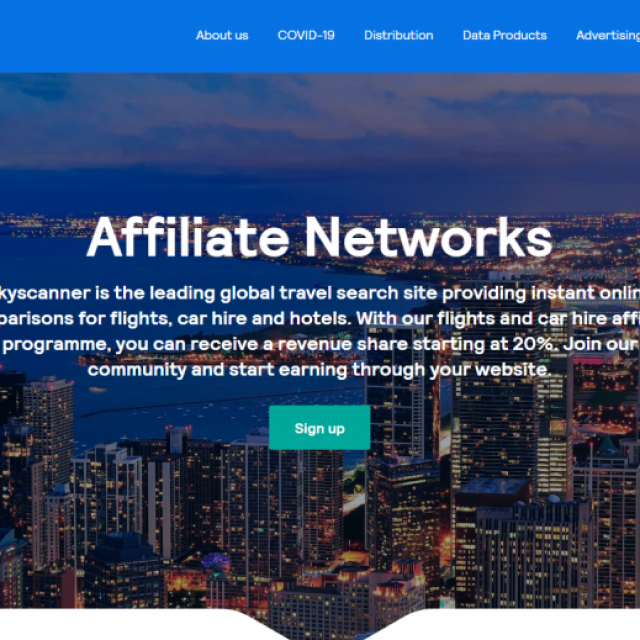 About us COVID-19 Distribution Data Products Advertising
Affiliate Networks
kyscanner is the leading global travel search site providing instant online
parisons for flights, car hire and hotels. With our flights and car hire affi
programme, you can receive a revenue share starting at 20%. Join our
community and start earning through your website.
Sign up